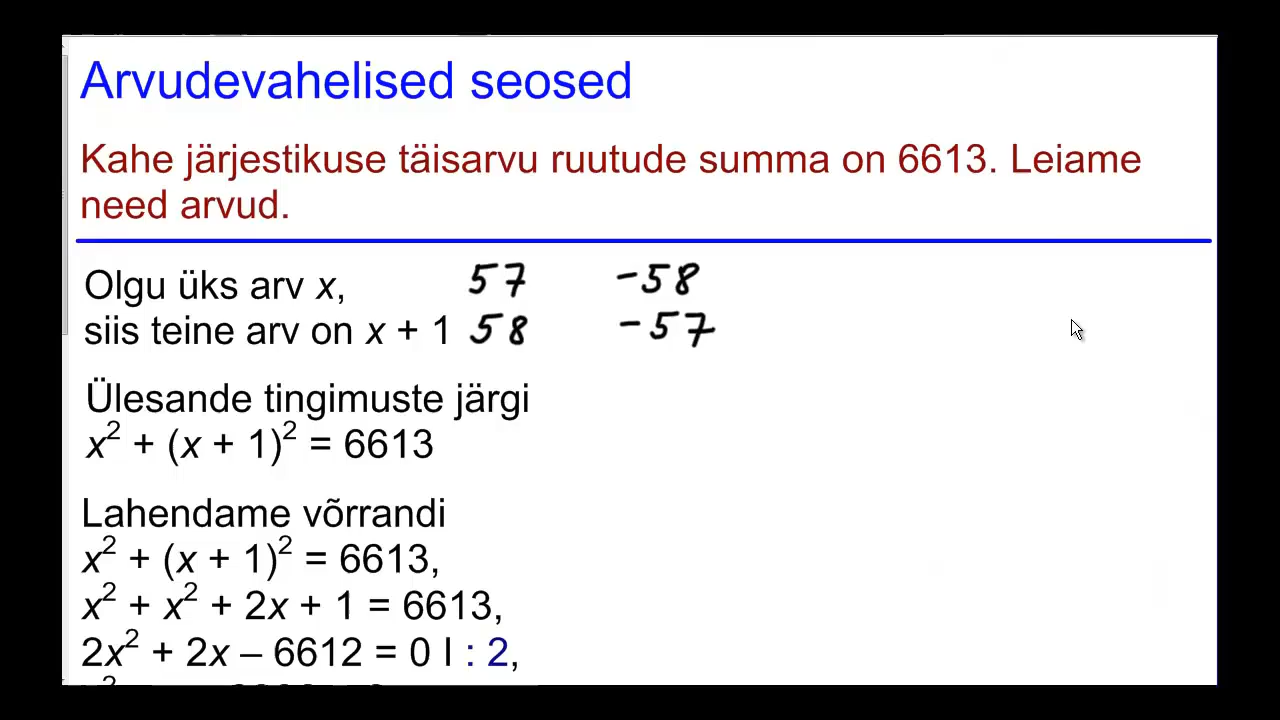 Arvudevahelised seosed
Kahe järjestikuse täisarvu ruutude summa on 6613. Leiame
need arvud.
Olgu üks arv x, 57 -58
siis teine arv on x + 1 58 -57
Ülesande tingimuste järgi
x² + (x + 1)² = 6613
Lahendame võrrandi
x² + (x + 1)² = 6613,
x² + x² + 2x + 1 = 6613,
2x² + 2x – 6612 = 0 I : 2,